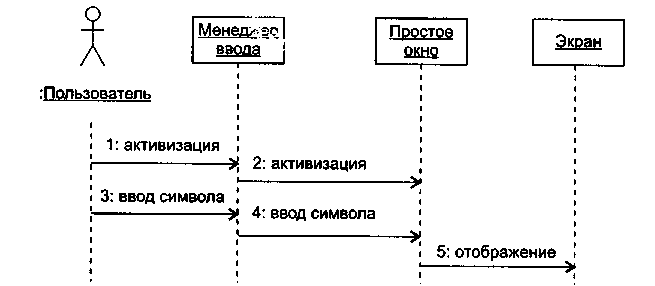 Менеджер
ввода
Простое
окно
Экран
:Пользователь
1: активизация
2: активизация
3: ввод символа
4: ввод символа
5: отображение